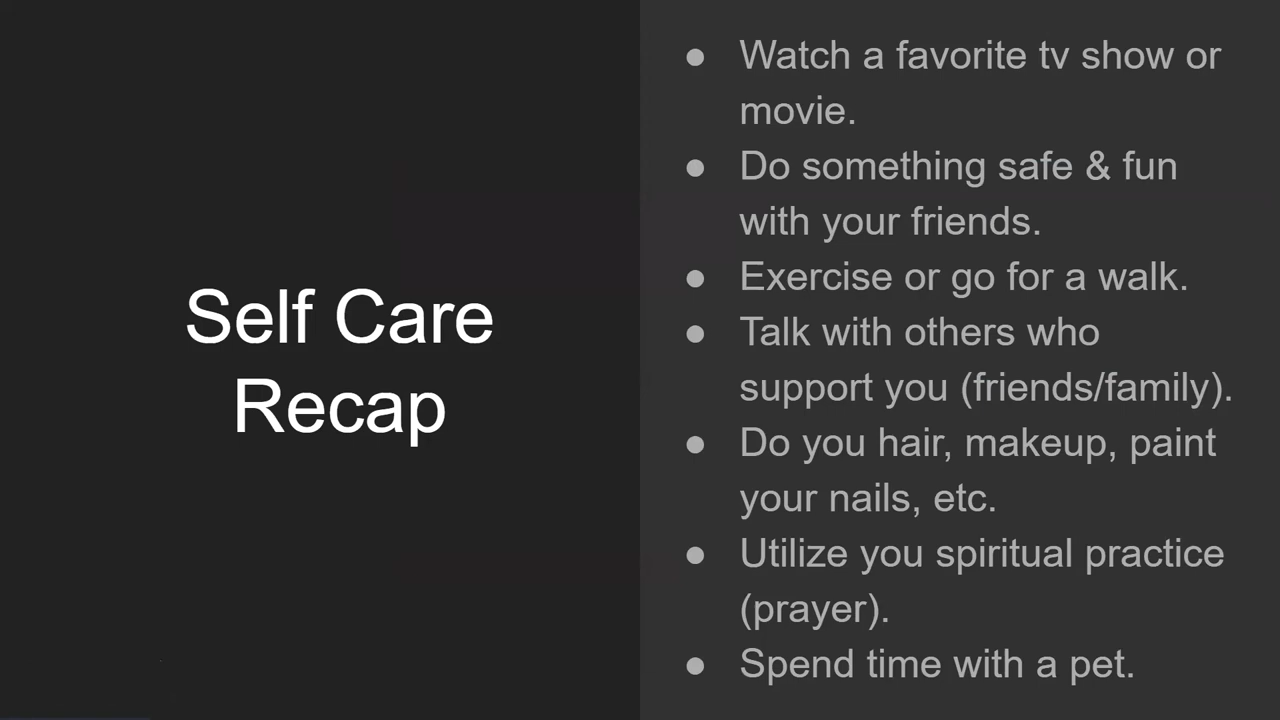 Self Care
Recap
● Watch a favorite tv show or
movie.
● Do something safe & fun
with your friends.
● Exercise or go for a walk.
● Talk with others who
support you (friends/family).
● Do you hair, makeup, paint
your nails, etc.
● Utilize you spiritual practice
(prayer).
● Spend time with a pet.